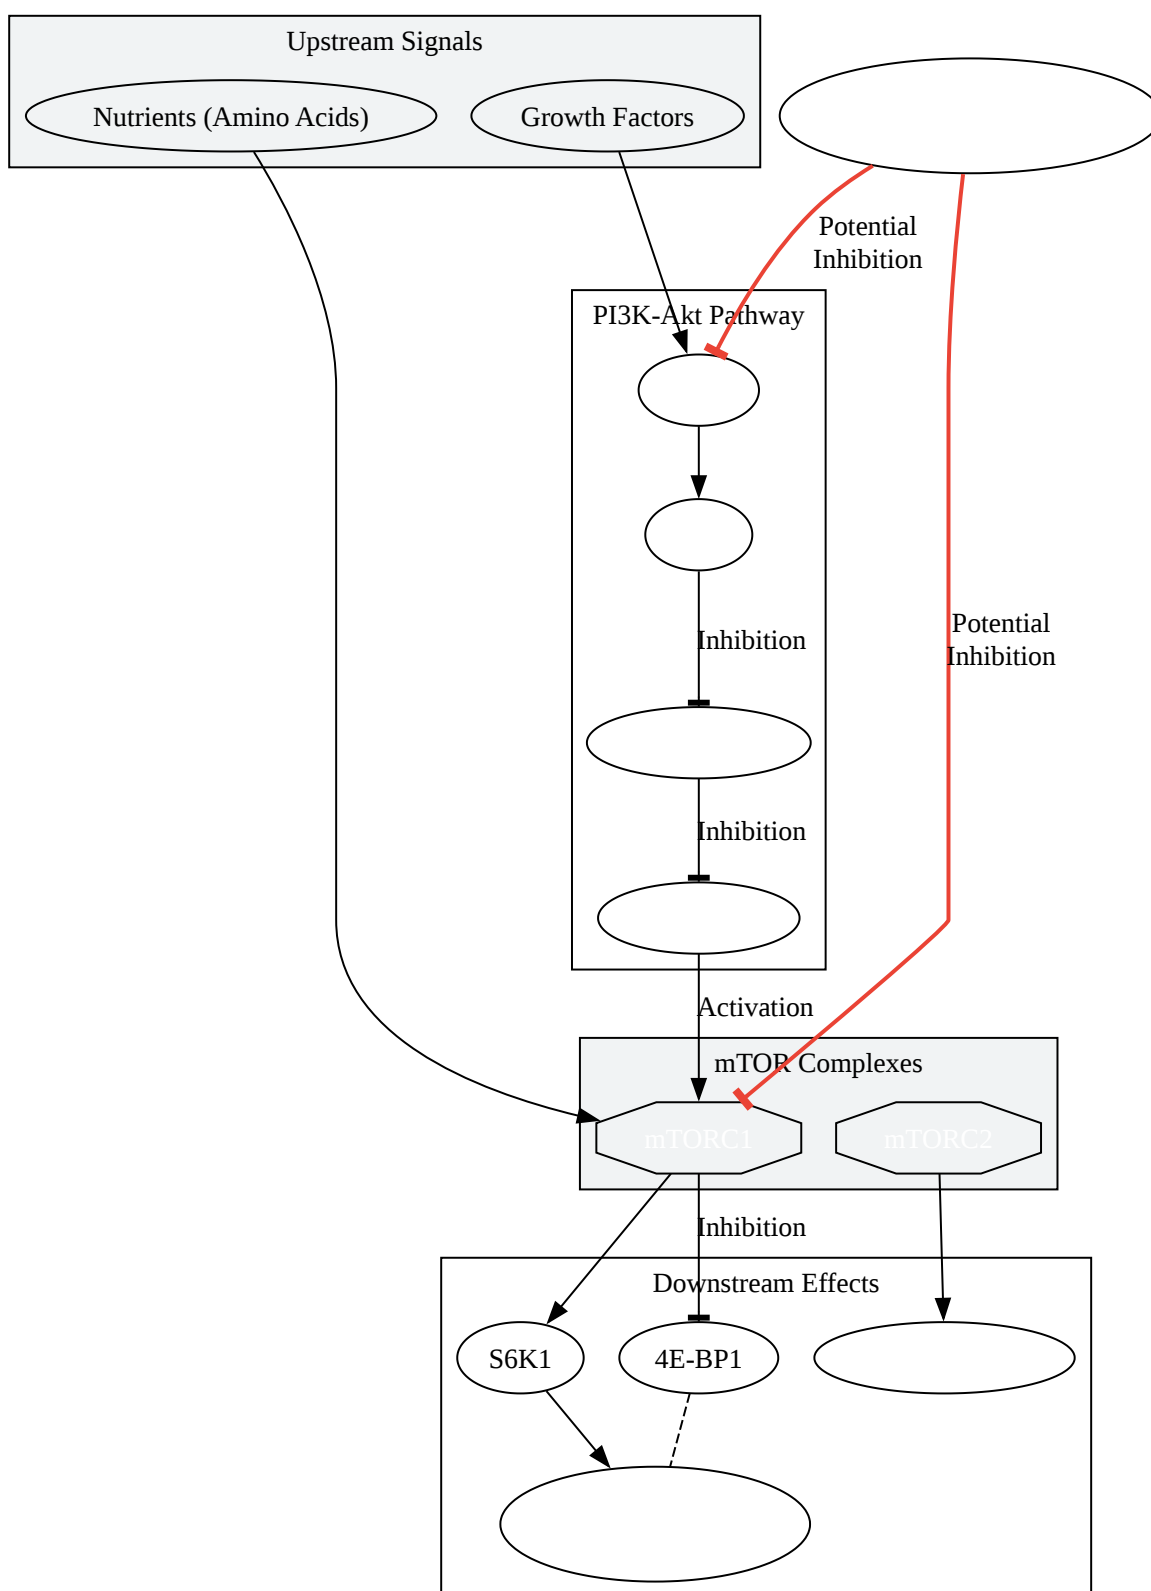 Upstream Signals
Nutrients (Amino Acids)
Growth Factors
Potential
Inhibition
PI3K-Akt Pathway
Inhibition
Potential
Inhibition
Inhibition
Activation
mTOR Complexes
mTORC1
mTORC2
Inhibition
Downstream Effects
S6K1
4E-BP1